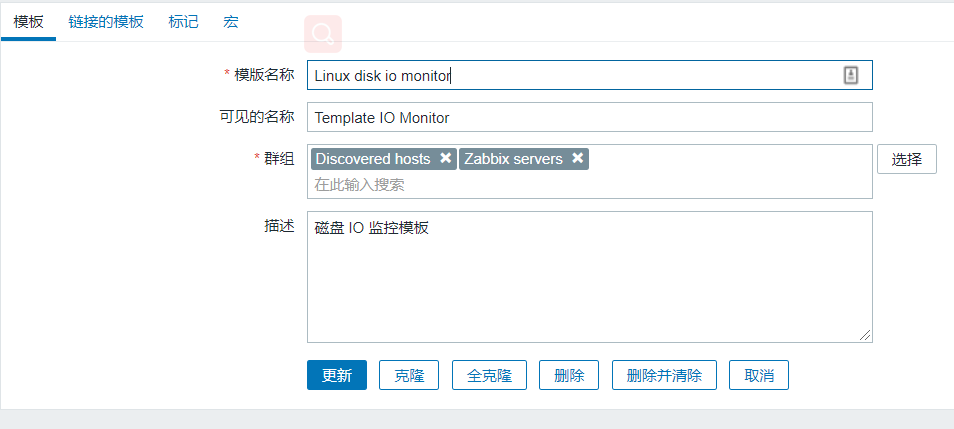 模板 链接的模板 标记 宏
* 模版名称 Linux disk io monitor
可见的名称 Template IO Monitor
* 群组 Discovered hosts ✖ Zabbix servers ✖ 选择
在此输入搜索
描述 磁盘 IO 监控模板
更新 克隆 全克隆 删除 删除并清除 取消